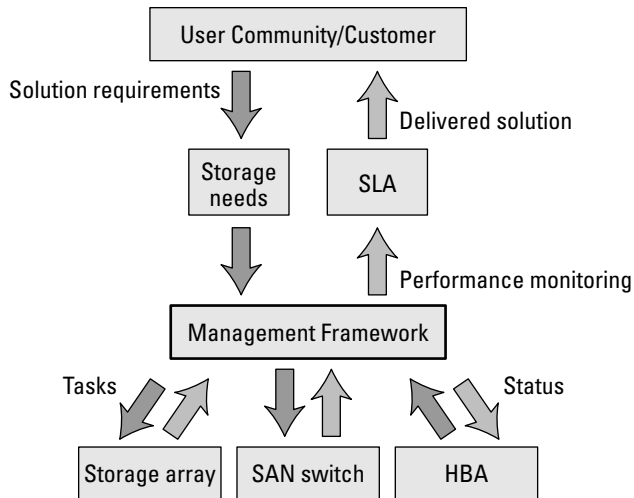 User Community/Customer
Solution requirements
Delivered solution
Storage
needs
SLA
Performance monitoring
Management Framework
Tasks
Status
Storage array
SAN switch
HBA